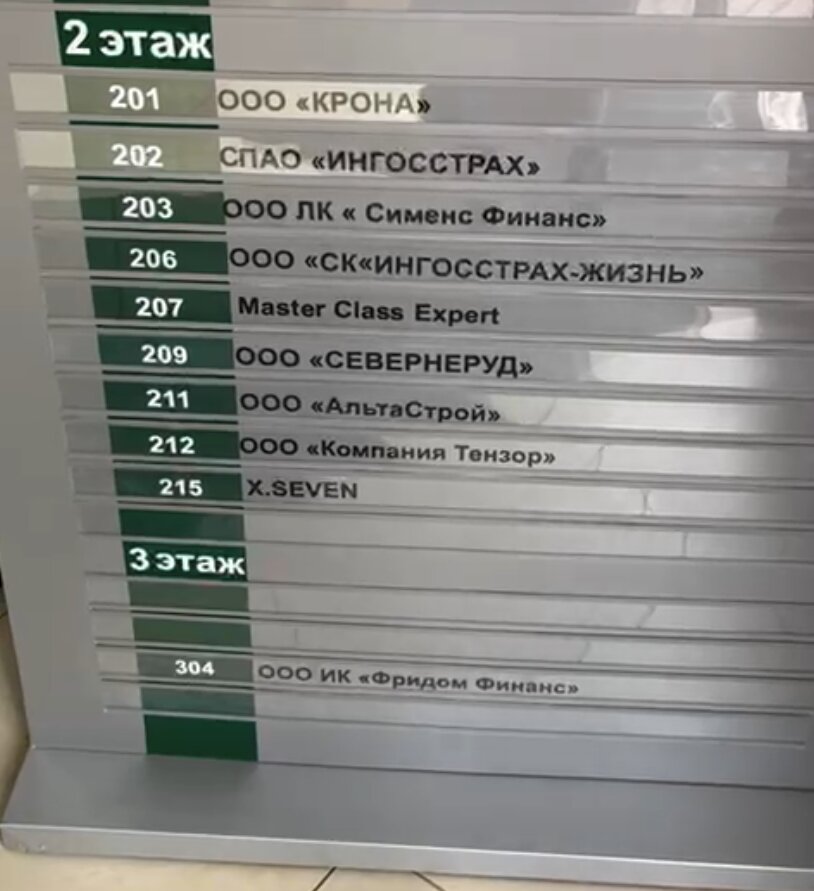 2 этаж
201 ООО «КРОНА»
202 СПАО «ИНГОССТРАХ»
203 ООО ЛК « Сименс Финанс»
206 ООО «СК«ИНГОССТРАХ-ЖИЗНЬ»
207 Master Class Expert
209 ООО «СЕВЕРНЕРУД»
211 ООО «АльтаСтрой»
212 ООО «Компания Тензор»
215 X.SEVEN
3 этаж
304 ООО ИК «Фридом Финанс»